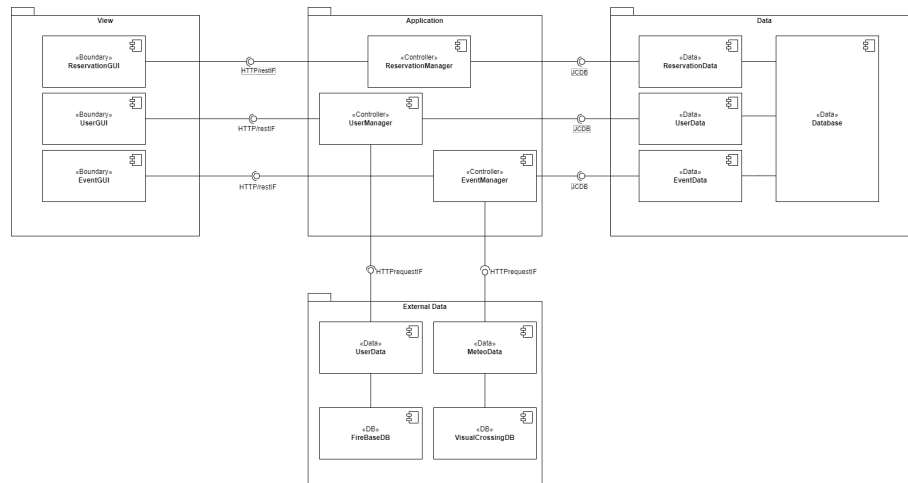 View
Application
Data
«Boundary»
ReservationGUI
HTTP/restIF
«Controller»
ReservationManager
JCDB
«Data»
ReservationData
«Boundary»
UserGUI
HTTP/restIF
«Controller»
UserManager
JCDB
«Data»
UserData
«Data»
Database
«Boundary»
EventGUI
HTTP/restIF
«Controller»
EventManager
JCDB
«Data»
EventData
HTTPrequestIF
HTTPrequestIF
External Data
«Data»
UserData
«Data»
MeteoData
«DB»
FireBaseDB
«DB»
VisualCrossingDB